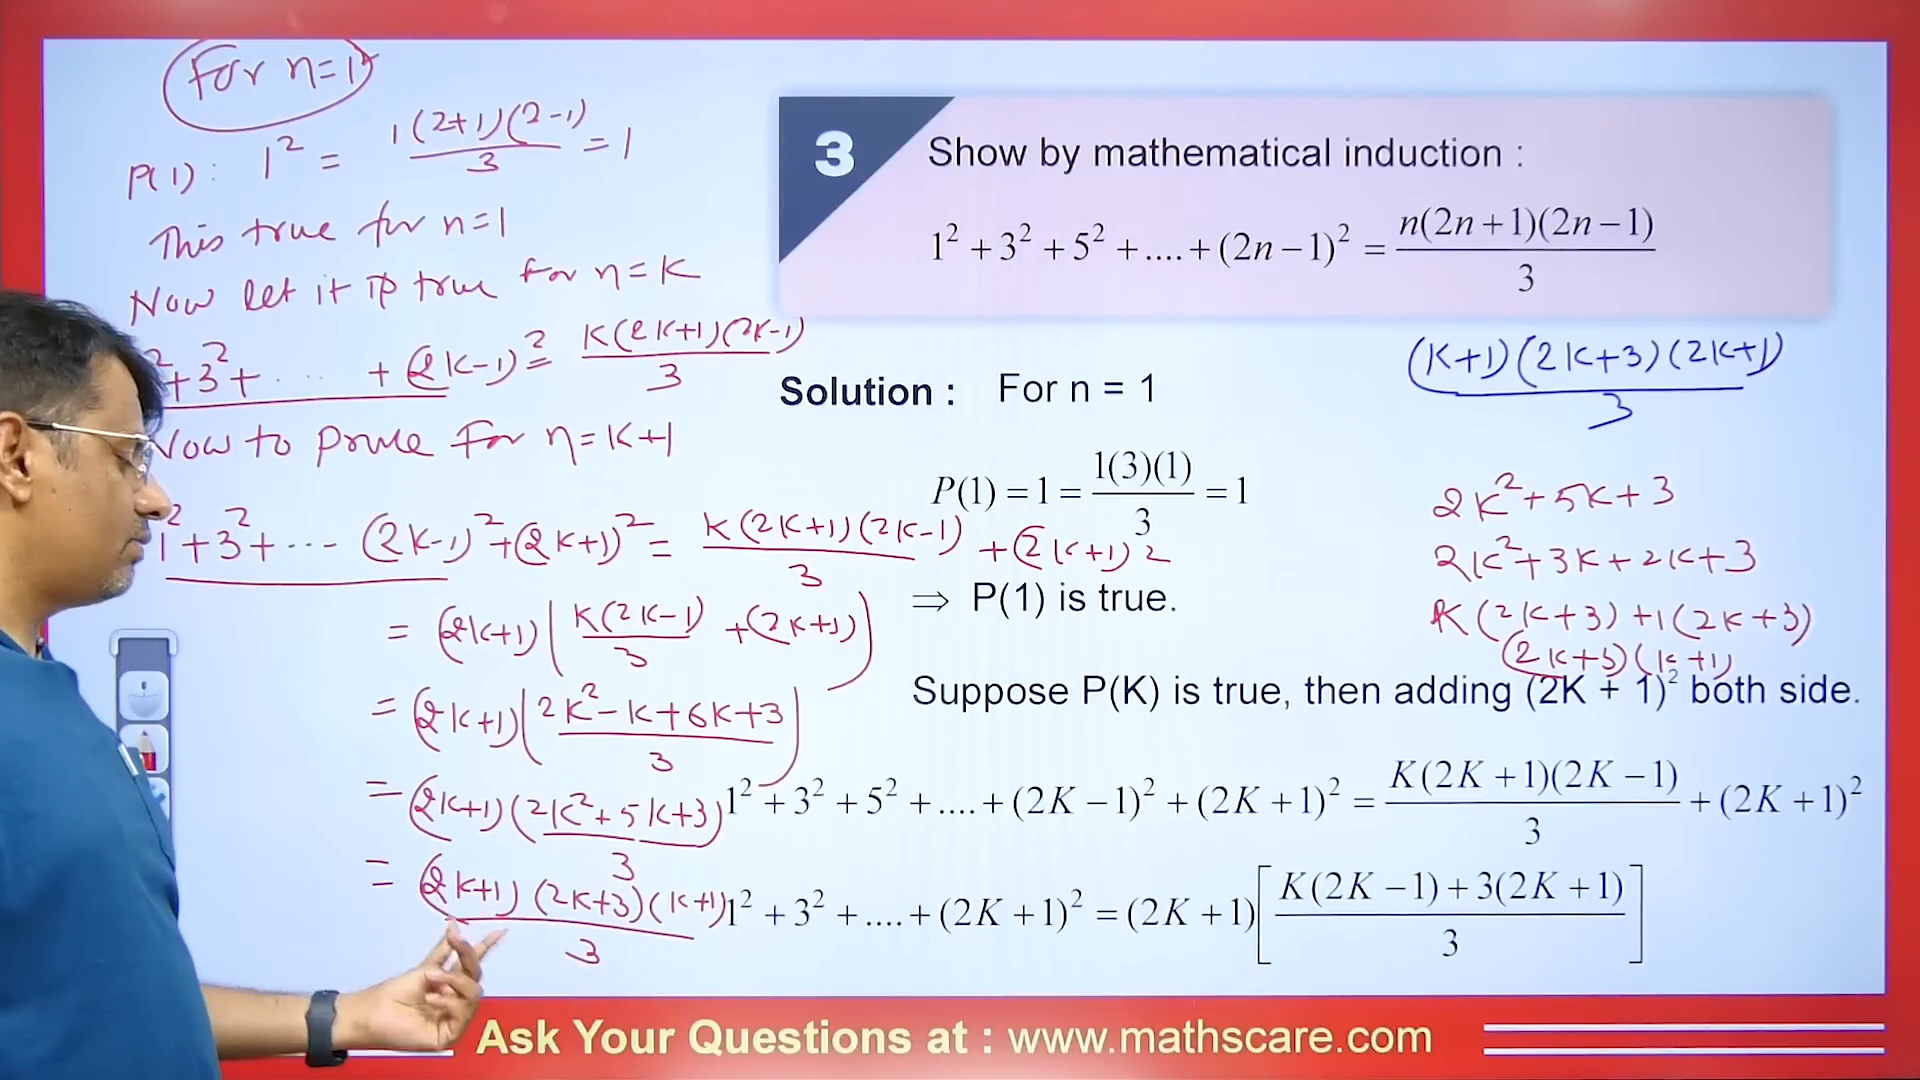 For n=1
P(1): 1² = 1(2+1)(2-1)/3 = 1
This true for n=1
Now let it is true for n=K
²+3²+ ... + (2K-1)² = K(2K+1)(2K-1)/3
Now to prove for n=K+1
1²+3²+ ... (2K-1)²+(2K+1)² = K(2K+1)(2K-1)/3 + (2K+1)²
= (2K+1)(K(2K-1)/3 + (2K+1))
= (2K+1)(2K²-K+6K+3/3)
= (2K+1)(2K²+5K+3)/3
= (2K+1)(2K+3)(K+1)/3
3
Show by mathematical induction :
1² + 3² + 5² + .... + (2n – 1)² = n(2n + 1)(2n – 1)/3
(K+1)(2K+3)(2K+1)/3
Solution : For n = 1
P(1) = 1 = 1(3)(1)/3 = 1
⇒ P(1) is true.
2K²+5K+3
2K²+3K+2K+3
K(2K+3)+1(2K+3)
(2K+3)(K+1)
Suppose P(K) is true, then adding (2K + 1)² both side.
1² + 3² + 5² + .... + (2K – 1)² + (2K + 1)² = K(2K + 1)(2K – 1)/3 + (2K + 1)²
1² + 3² + .... + (2K + 1)² = (2K + 1)[K(2K – 1) + 3(2K + 1)/3]
Ask Your Questions at : www.mathscare.com